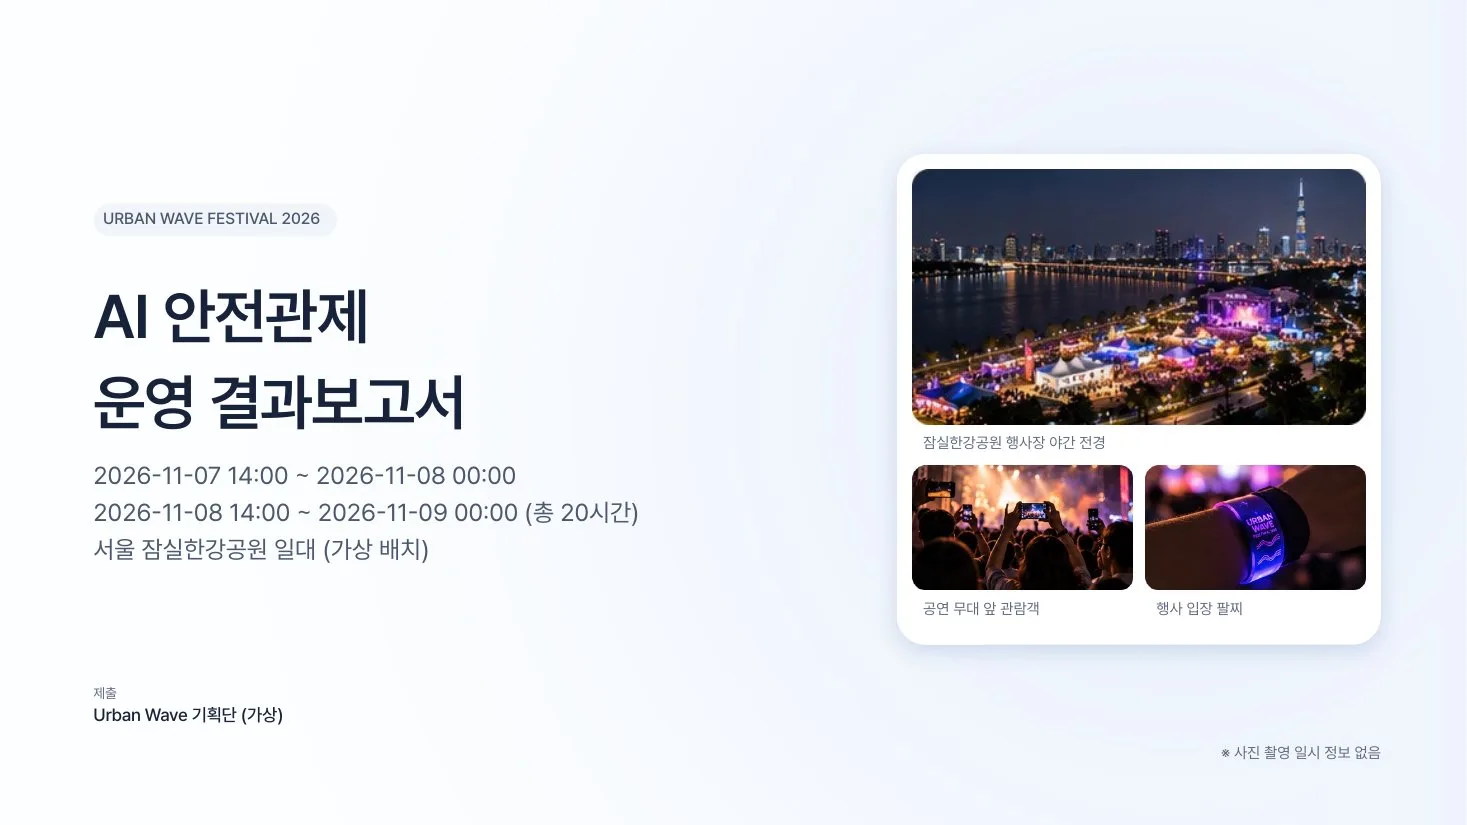 URBAN WAVE FESTIVAL 2026
AI 안전관제
운영 결과보고서
2026-11-07 14:00 ~ 2026-11-08 00:00
2026-11-08 14:00 ~ 2026-11-09 00:00 (총 20시간)
서울 잠실한강공원 일대 (가상 배치)
제출
Urban Wave 기획단 (가상)
잠실한강공원 행사장 야간 전경
공연 무대 앞 관람객
URBAN
WAVE
행사 입장 팔찌
※ 사진 촬영 일시 정보 없음